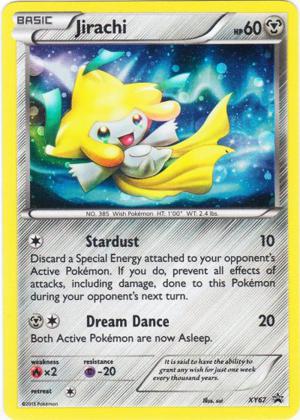 BASIC
Jirachi
HP60
NO. 385 Wish Pokémon HT: 1'00" WT: 2.4 lbs.
Stardust 10
Discard a Special Energy attached to your opponent's
Active Pokémon. If you do, prevent all effects of
attacks, including damage, done to this Pokémon
during your opponent's next turn.
Dream Dance 20
Both Active Pokémon are now Asleep.
weakness resistance
×2 -20
retreat
It is said to have the ability to
grant any wish for just one week
every thousand years.
©2015 Pokémon
Illus. sui
XY67